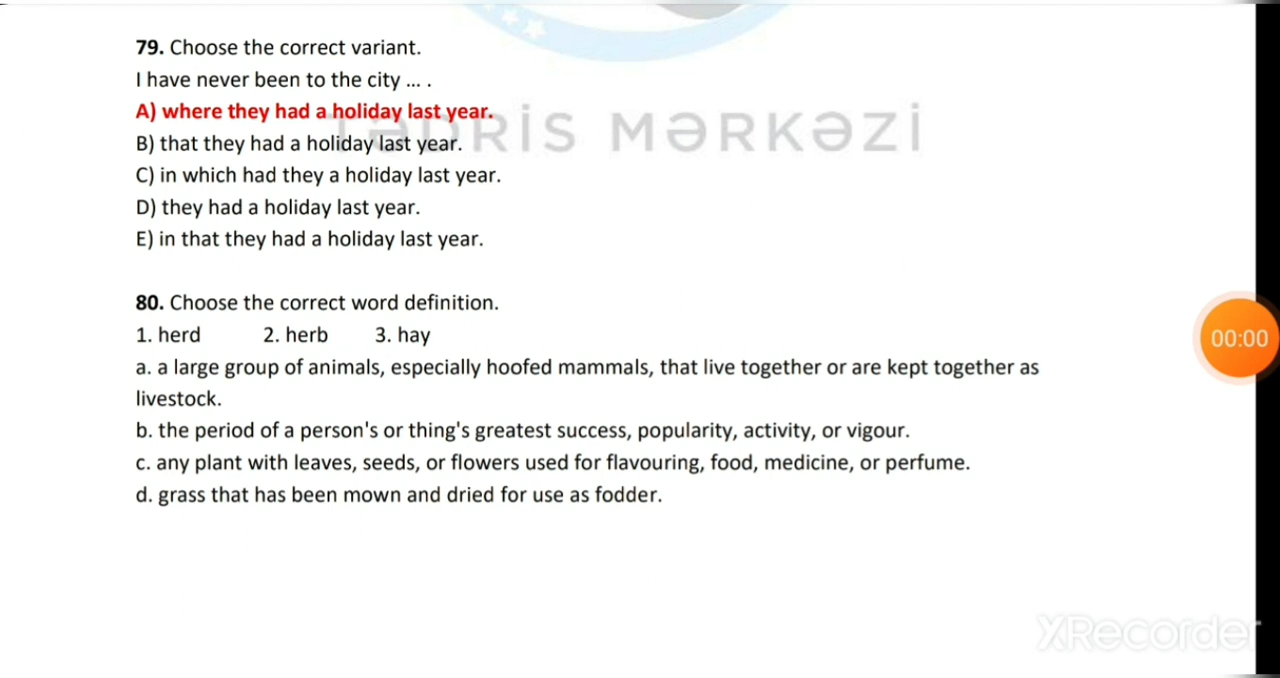 79. Choose the correct variant.
I have never been to the city ... .
A) where they had a holiday last year.
TƏDRİS MƏRKƏZİ
B) that they had a holiday last year.
C) in which had they a holiday last year.
D) they had a holiday last year.
E) in that they had a holiday last year.
80. Choose the correct word definition.
1. herd 2. herb 3. hay
00:00
a. a large group of animals, especially hoofed mammals, that live together or are kept together as
livestock.
b. the period of a person's or thing's greatest success, popularity, activity, or vigour.
c. any plant with leaves, seeds, or flowers used for flavouring, food, medicine, or perfume.
d. grass that has been mown and dried for use as fodder.
XRecorder